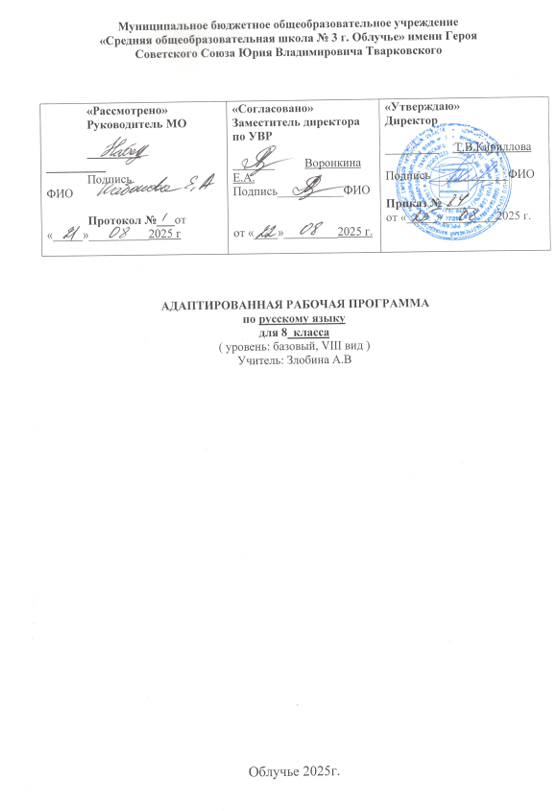 Муниципальное бюджетное общеобразовательное учреждение
«Средняя общеобразовательная школа № 3 г. Облучье» имени Героя
Советского Союза Юрия Владимировича Тварковского
«Рассмотрено»
Руководитель МО
Подпись
ФИО
Протокол № 1 от
« 21 » 08 2025 г
«Согласовано»
Заместитель директора
по УВР
Воронкина
Е.А.
Подпись ФИО
от « 22 » 08 2025 г.
«Утверждаю»
Директор
Т.В.Кириллова
Подпись ФИО
Приказ № 84
от « » 08 2025 г.
АДАПТИРОВАННАЯ РАБОЧАЯ ПРОГРАММА
по русскому языку
для 8 класса
( уровень: базовый, VIII вид )
Учитель: Злобина А.В
Облучье 2025г.